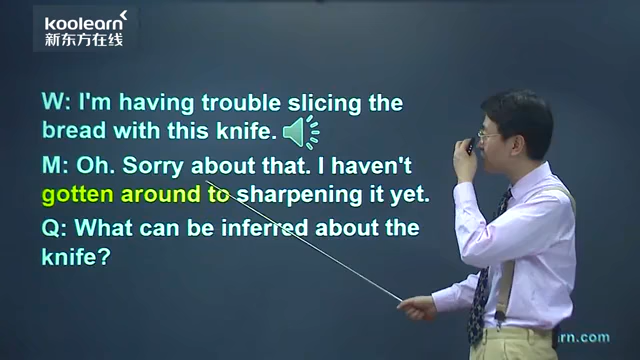 koolearn
新东方在线
W: I'm having trouble slicing the
bread with this knife.
M: Oh. Sorry about that. I haven't
gotten around to sharpening it yet.
Q: What can be inferred about the
knife?
rn.com